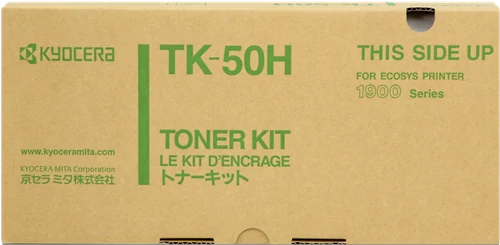 KYOCERA
www.kyoceramita.com
KYOCERA MITA Corporation
京セラ ミタ株式会社
TK-50H
TONER KIT
LE KIT D'ENCRAGE
トナーキット
THIS SIDE UP
FOR ECOSYS PRINTER
1900 Series